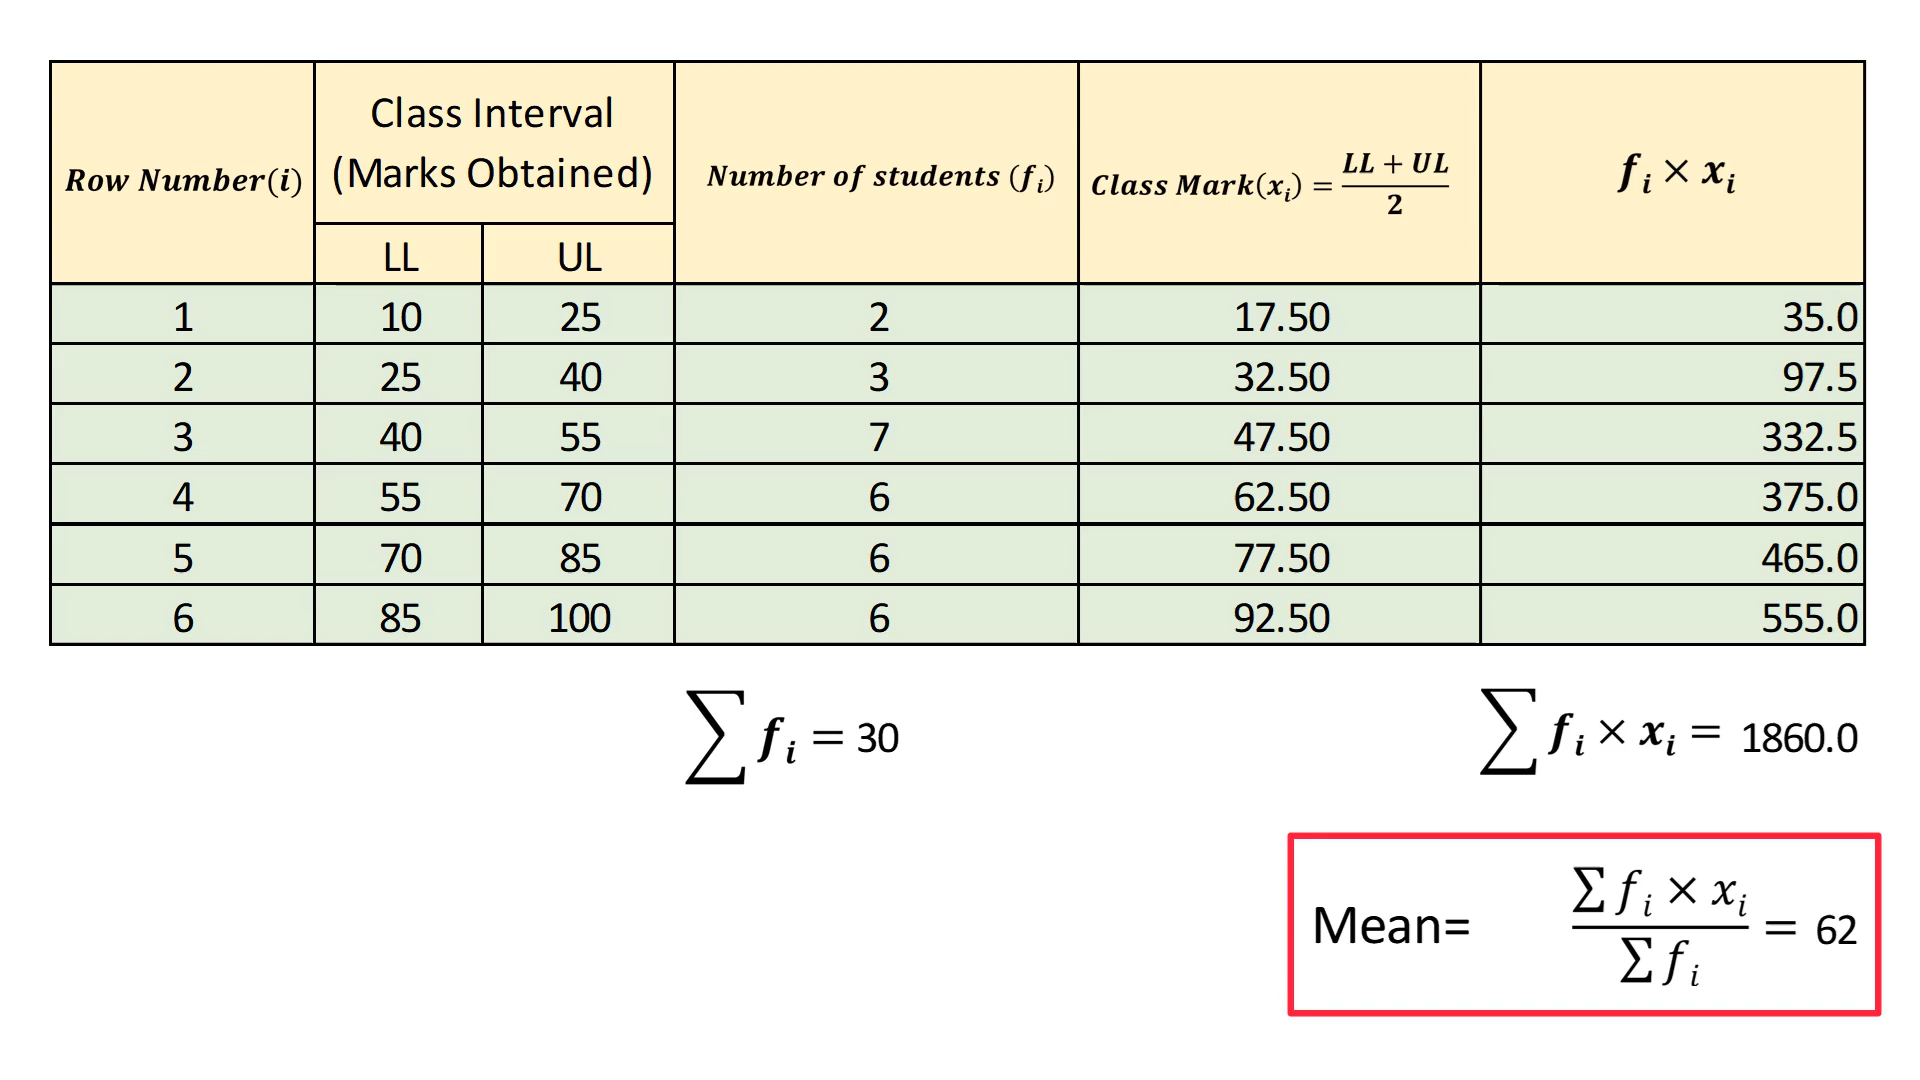 Row Number(i) | Class Interval (Marks Obtained) | Number of students (fᵢ) | Class Mark(xᵢ) = (LL + UL)/2 | fᵢ × xᵢ
LL | UL
1 | 10 | 25 | 2 | 17.50 | 35.0
2 | 25 | 40 | 3 | 32.50 | 97.5
3 | 40 | 55 | 7 | 47.50 | 332.5
4 | 55 | 70 | 6 | 62.50 | 375.0
5 | 70 | 85 | 6 | 77.50 | 465.0
6 | 85 | 100 | 6 | 92.50 | 555.0
∑ fᵢ = 30
∑ fᵢ × xᵢ = 1860.0
Mean= (∑ fᵢ × xᵢ)/(∑ fᵢ) = 62